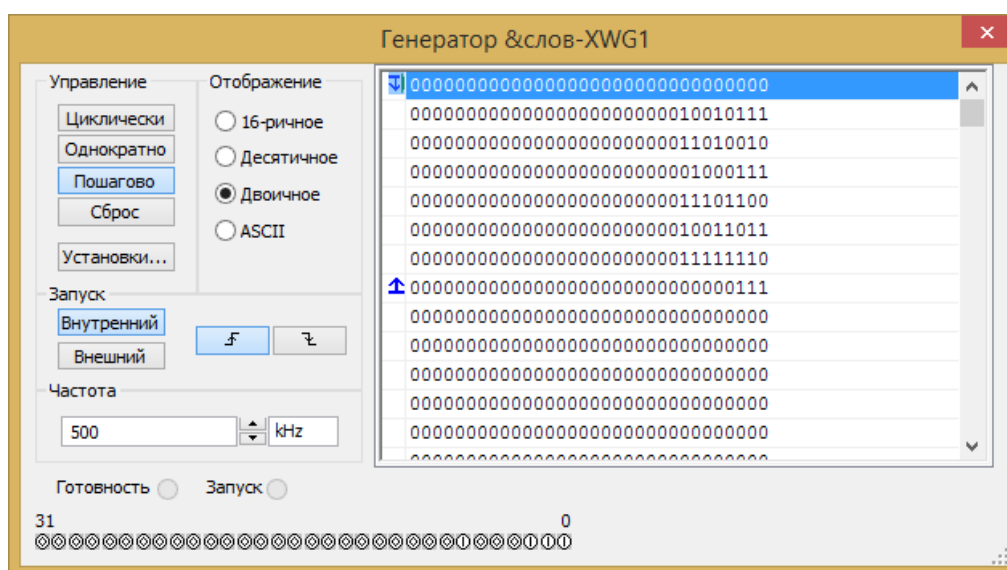 Генератор &слов-XWG1
Управление
Циклически
Однократно
Пошагово
Сброс
Установки...
Отображение
16-ричное
Десятичное
Двоичное
ASCII
Запуск
Внутренний
Внешний
Частота
500 kHz
00000000000000000000000000000000
00000000000000000000000010010111
00000000000000000000000011010010
00000000000000000000000001000111
00000000000000000000000011101100
00000000000000000000000010011011
00000000000000000000000011111110
00000000000000000000000000000111
00000000000000000000000000000000
00000000000000000000000000000000
00000000000000000000000000000000
00000000000000000000000000000000
00000000000000000000000000000000
Готовность Запуск
31 0